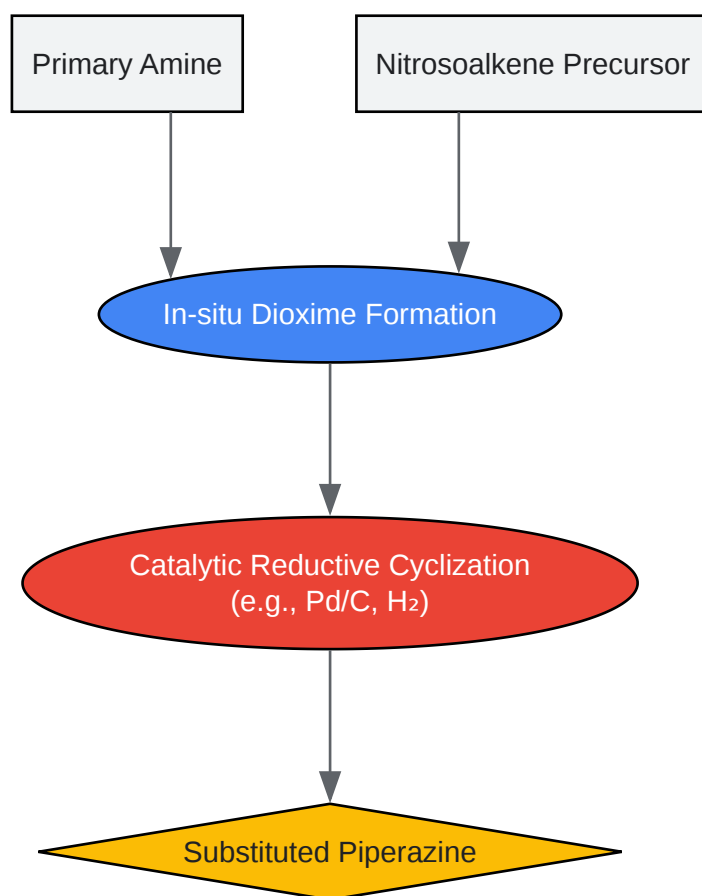 Primary Amine
Nitrosoalkene Precursor
In-situ Dioxime Formation
Catalytic Reductive Cyclization
(e.g., Pd/C, H₂)
Substituted Piperazine